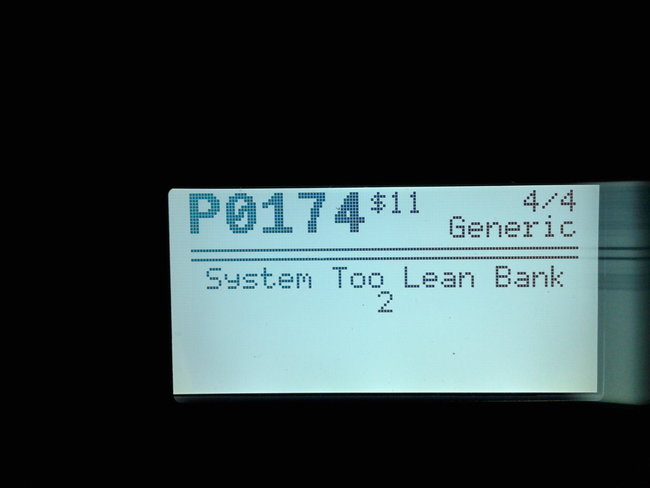 P0174 $11 4/4
Generic
System Too Lean Bank
2